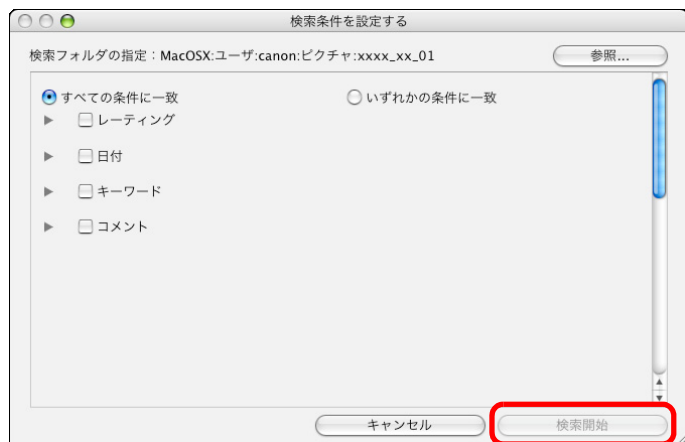 検索条件を設定する
検索フォルダの指定：MacOSX:ユーザ:canon:ピクチャ:xxxx_xx_01 参照...
すべての条件に一致 いずれかの条件に一致
レーティング
日付
キーワード
コメント
キャンセル 検索開始